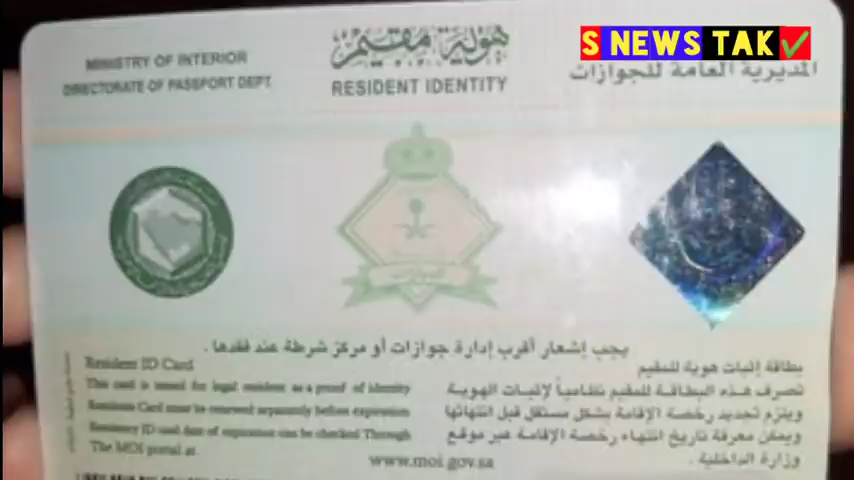 S NEWS TAK✓
MINISTRY OF INTERIOR
DIRECTORATE OF PASSPORT DEPT.
هوية مقيم
RESIDENT IDENTITY
المديرية العامة للجوازات
الجوازات
يجب إشعار أقرب إدارة جوازات أو مركز شرطة عند فقدها .
Resident ID Card
This card is issued for legal resident as a proof of identity
Resident Card must be renewed separately before expiration
Residency ID card date of expiration can be checked Through
The MOI portal at
بطاقة إثبات هوية للمقيم
تصرف هذه البطاقة للمقيم نظامياً لإثبات الهوية
ويلزم تجديد رخصة الإقامة بشكل مستقل قبل انتهائها
ويمكن معرفة تاريخ انتهاء رخصة الإقامة عبر موقع
وزارة الداخلية .
www.moi.gov.sa